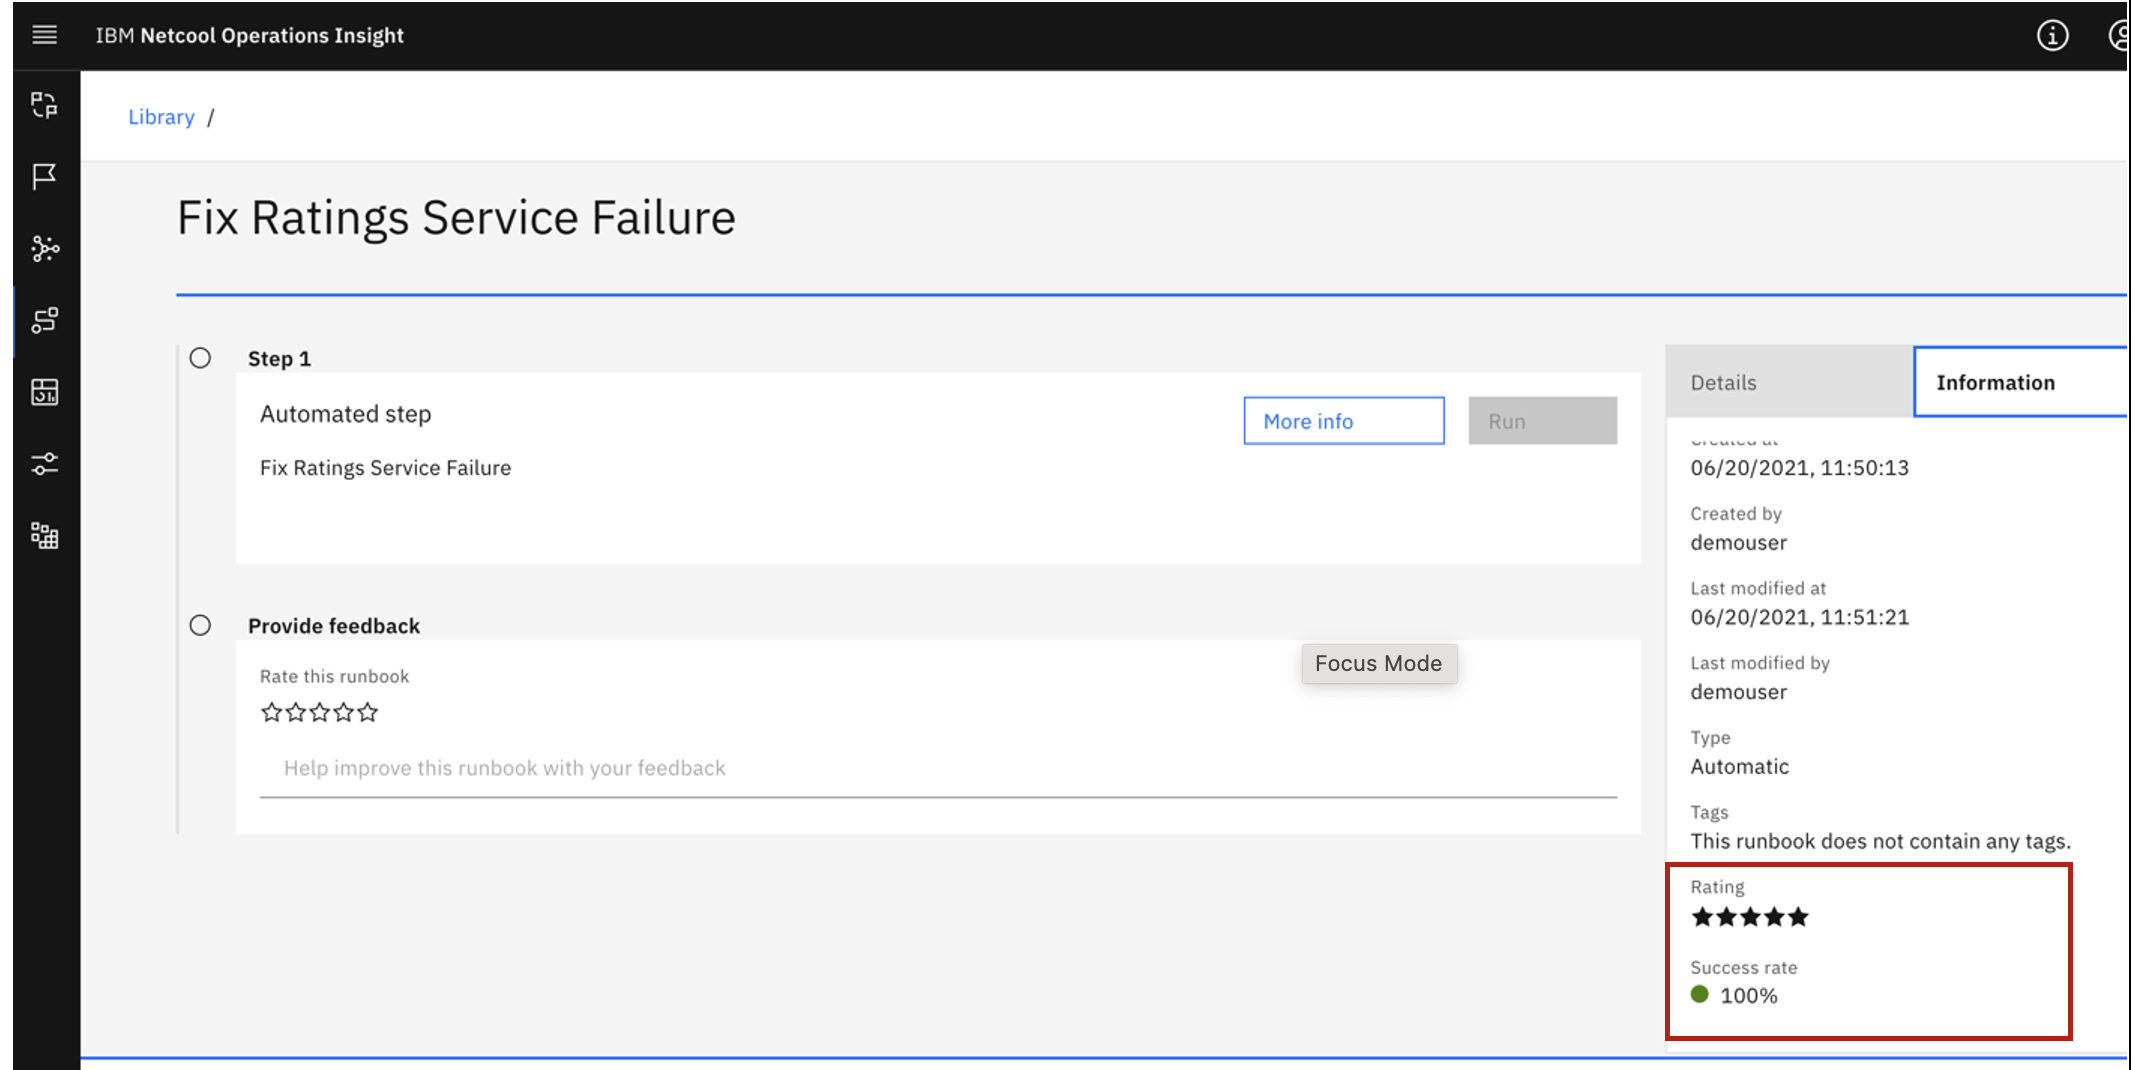 IBM Netcool Operations Insight
Library /
Fix Ratings Service Failure
Step 1
Automated step
More info
Run
Fix Ratings Service Failure
Provide feedback
Rate this runbook
Focus Mode
Help improve this runbook with your feedback
Details
Information
Created at
06/20/2021, 11:50:13
Created by
demouser
Last modified at
06/20/2021, 11:51:21
Last modified by
demouser
Type
Automatic
Tags
This runbook does not contain any tags.
Rating
Success rate
100%